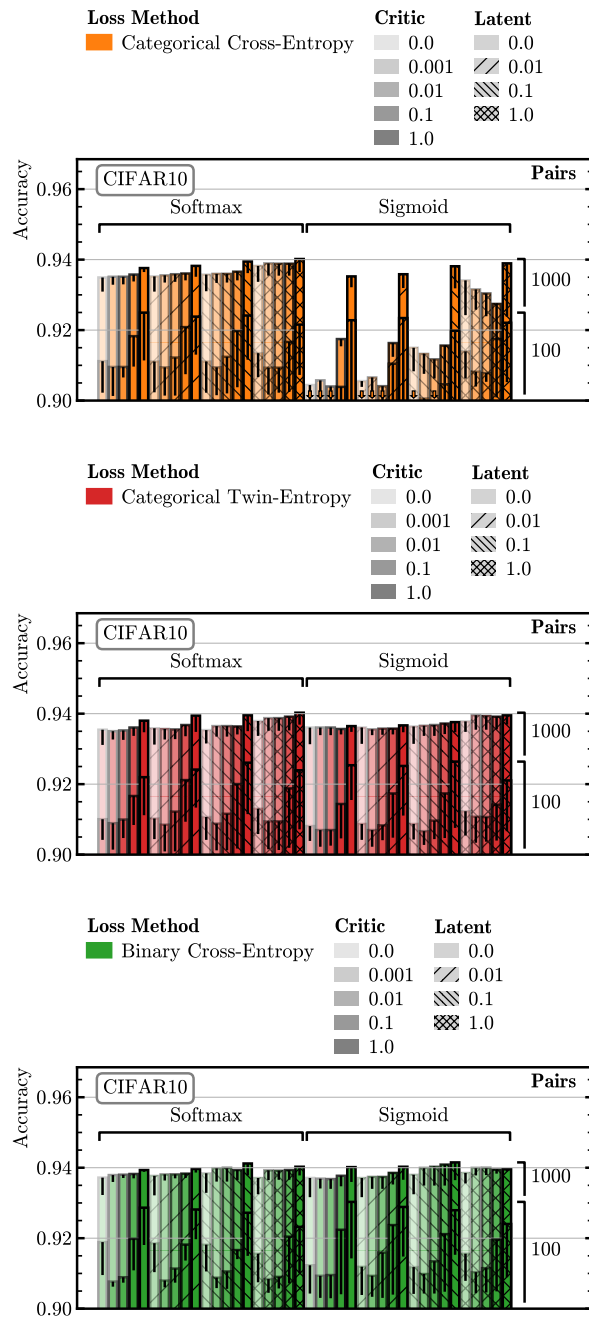 Loss Method Critic Latent
Categorical Cross-Entropy 0.0 0.0
0.001 0.01
0.01 0.1
0.1 1.0
1.0
Accuracy
CIFAR10 Pairs
0.96
Softmax Sigmoid
0.94
1000
0.92
100
0.90
Loss Method Critic Latent
Categorical Twin-Entropy 0.0 0.0
0.001 0.01
0.01 0.1
0.1 1.0
1.0
Accuracy
CIFAR10 Pairs
0.96
Softmax Sigmoid
0.94
1000
0.92
100
0.90
Loss Method Critic Latent
Binary Cross-Entropy 0.0 0.0
0.001 0.01
0.01 0.1
0.1 1.0
1.0
Accuracy
CIFAR10 Pairs
0.96
Softmax Sigmoid
0.94
1000
0.92
100
0.90